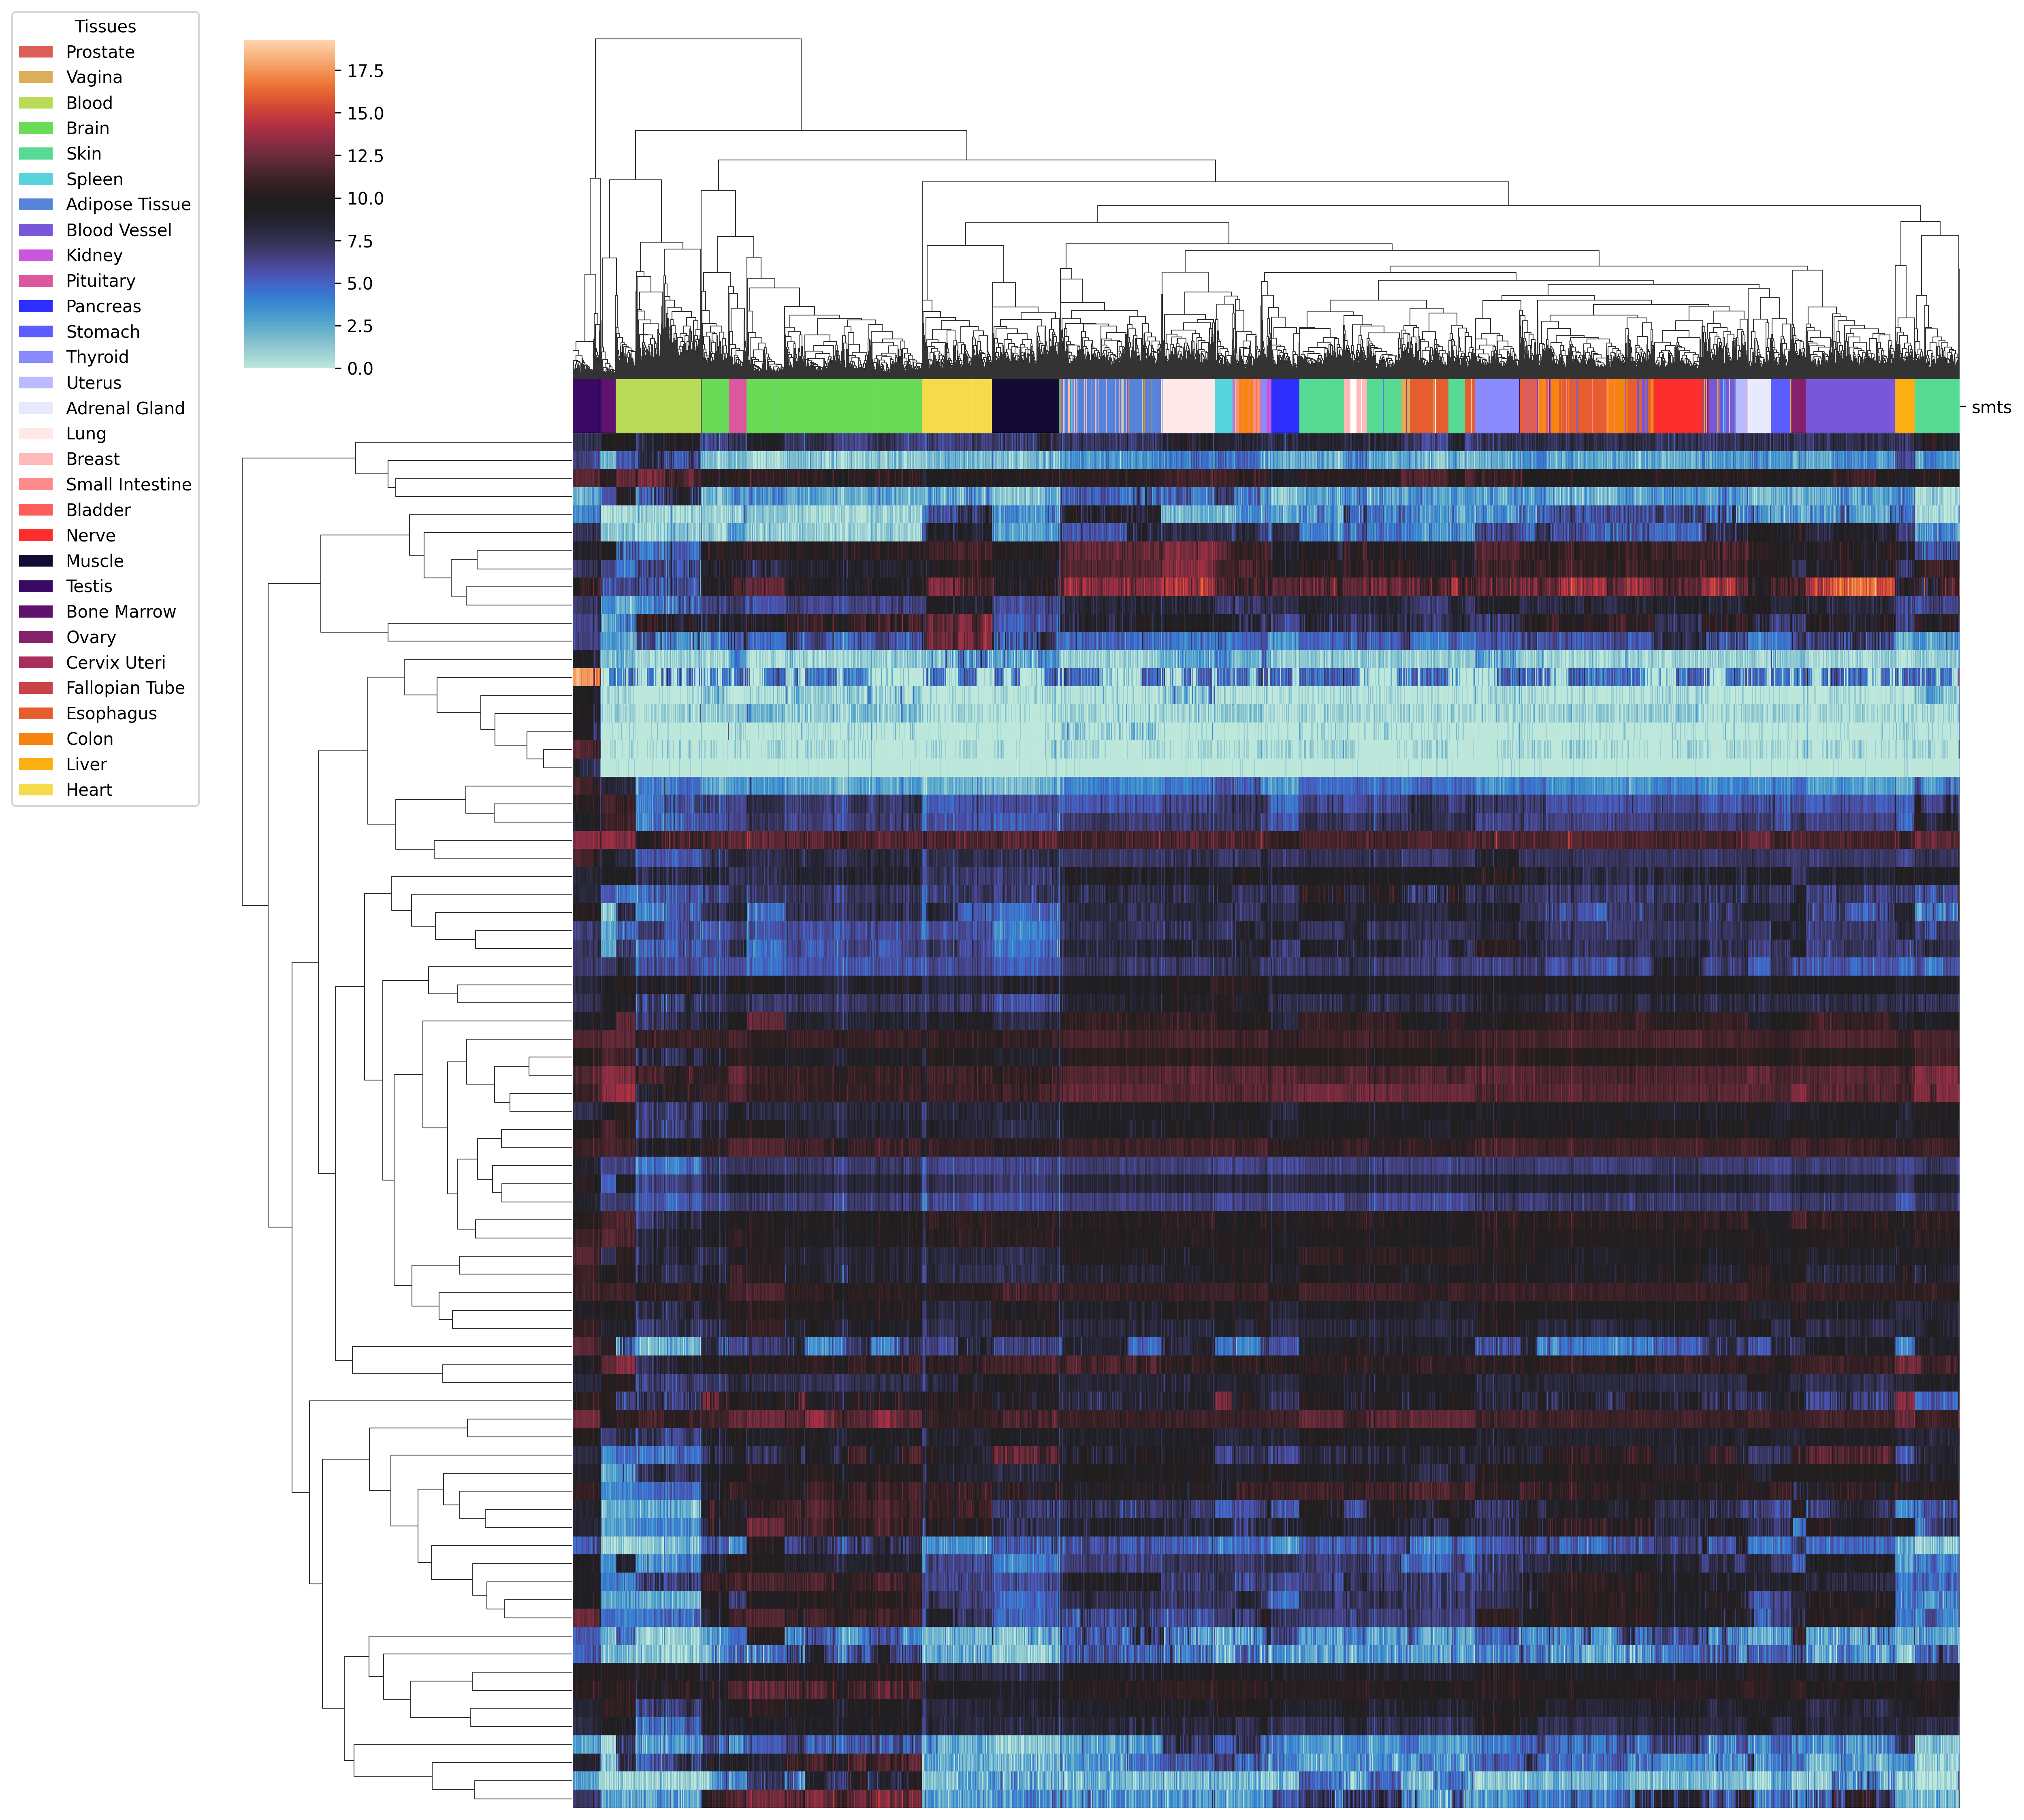 Tissues
Prostate
Vagina
Blood
Brain
Skin
Spleen
Adipose Tissue
Blood Vessel
Kidney
Pituitary
Pancreas
Stomach
Thyroid
Uterus
Adrenal Gland
Lung
Breast
Small Intestine
Bladder
Nerve
Muscle
Testis
Bone Marrow
Ovary
Cervix Uteri
Fallopian Tube
Esophagus
Colon
Liver
Heart
17.5
15.0
12.5
10.0
7.5
5.0
2.5
0.0
smts